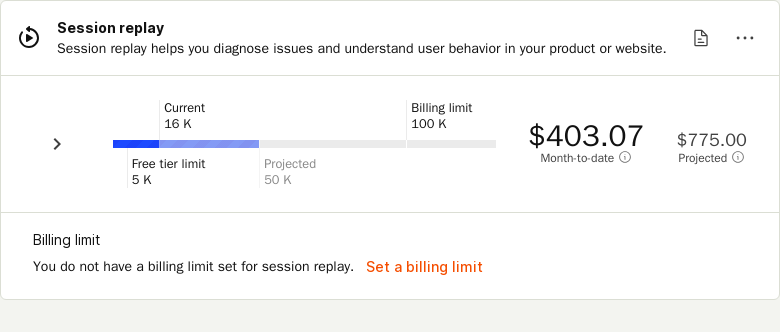 Session replay
Session replay helps you diagnose issues and understand user behavior in your product or website.
Current
16 K
Billing limit
100 K
Free tier limit
5 K
Projected
50 K
$403.07
Month-to-date
$775.00
Projected
Billing limit
You do not have a billing limit set for session replay. Set a billing limit